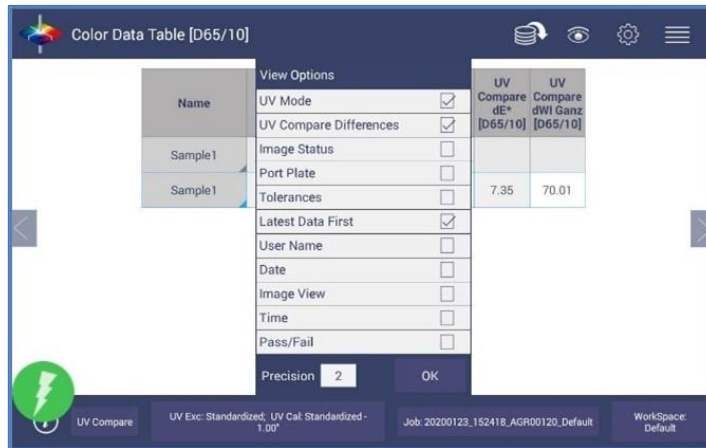 Color Data Table [D65/10]
Name
UV
Compare
dE*
[D65/10]
UV
Compare
dWI Ganz
[D65/10]
Sample1
Sample1
7.35
70.01
View Options
UV Mode
UV Compare Differences
Image Status
Port Plate
Tolerances
Latest Data First
User Name
Date
Image View
Time
Pass/Fail
Precision 2
OK
UV Compare
UV Exc: Standardized; UV Cal: Standardized -
1.00"
Job: 20200123_152418_AGR00120_Default
WorkSpace:
Default